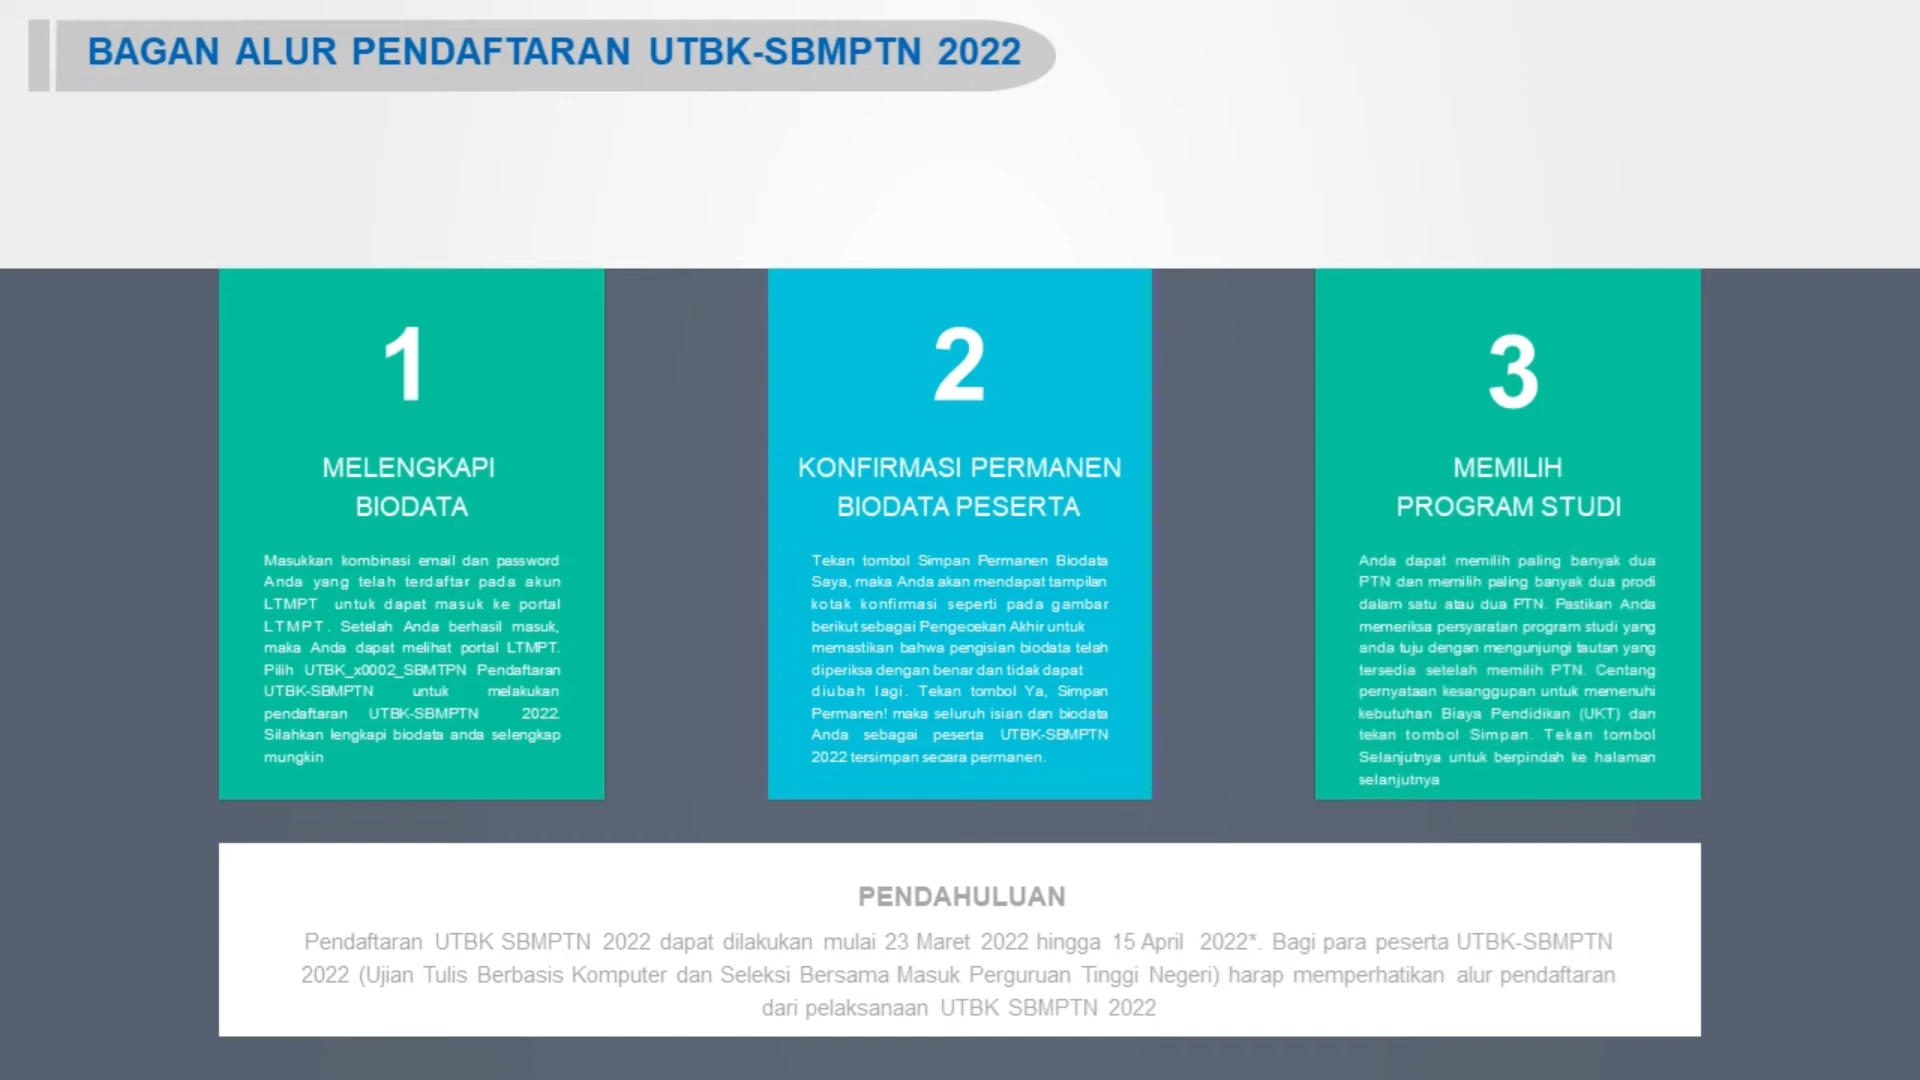 BAGAN ALUR PENDAFTARAN UTBK-SBMPTN 2022
1
MELENGKAPI
BIODATA
Masukkan kombinasi email dan password
Anda yang telah terdaftar pada akun
LTMPT untuk dapat masuk ke portal
LTMPT. Setelah Anda berhasil masuk,
maka Anda dapat melihat portal LTMPT.
Pilih UTBK_x0002_SBMTPN Pendaftaran
UTBK-SBMPTN untuk melakukan
pendaftaran UTBK-SBMPTN 2022.
Silahkan lengkapi biodata anda selengkap
mungkin
2
KONFIRMASI PERMANEN
BIODATA PESERTA
Tekan tombol Simpan Permanen Biodata
Saya, maka Anda akan mendapat tampilan
kotak konfirmasi seperti pada gambar
berikut sebagai Pengecekan Akhir untuk
memastikan bahwa pengisian biodata telah
diperiksa dengan benar dan tidak dapat
diubah lagi. Tekan tombol Ya, Simpan
Permanen! maka seluruh isian dan biodata
Anda sebagai peserta UTBK-SBMPTN
2022 tersimpan secara permanen.
3
MEMILIH
PROGRAM STUDI
Anda dapat memilih paling banyak dua
PTN dan memilih paling banyak dua prodi
dalam satu atau dua PTN. Pastikan Anda
memeriksa persyaratan program studi yang
anda tuju dengan mengunjungi tautan yang
tersedia setelah memilih PTN. Centang
pernyataan kesanggupan untuk memenuhi
kebutuhan Biaya Pendidikan (UKT) dan
tekan tombol Simpan. Tekan tombol
Selanjutnya untuk berpindah ke halaman
selanjutnya
PENDAHULUAN
Pendaftaran UTBK SBMPTN 2022 dapat dilakukan mulai 23 Maret 2022 hingga 15 April 2022*. Bagi para peserta UTBK-SBMPTN
2022 (Ujian Tulis Berbasis Komputer dan Seleksi Bersama Masuk Perguruan Tinggi Negeri) harap memperhatikan alur pendaftaran
dari pelaksanaan UTBK SBMPTN 2022